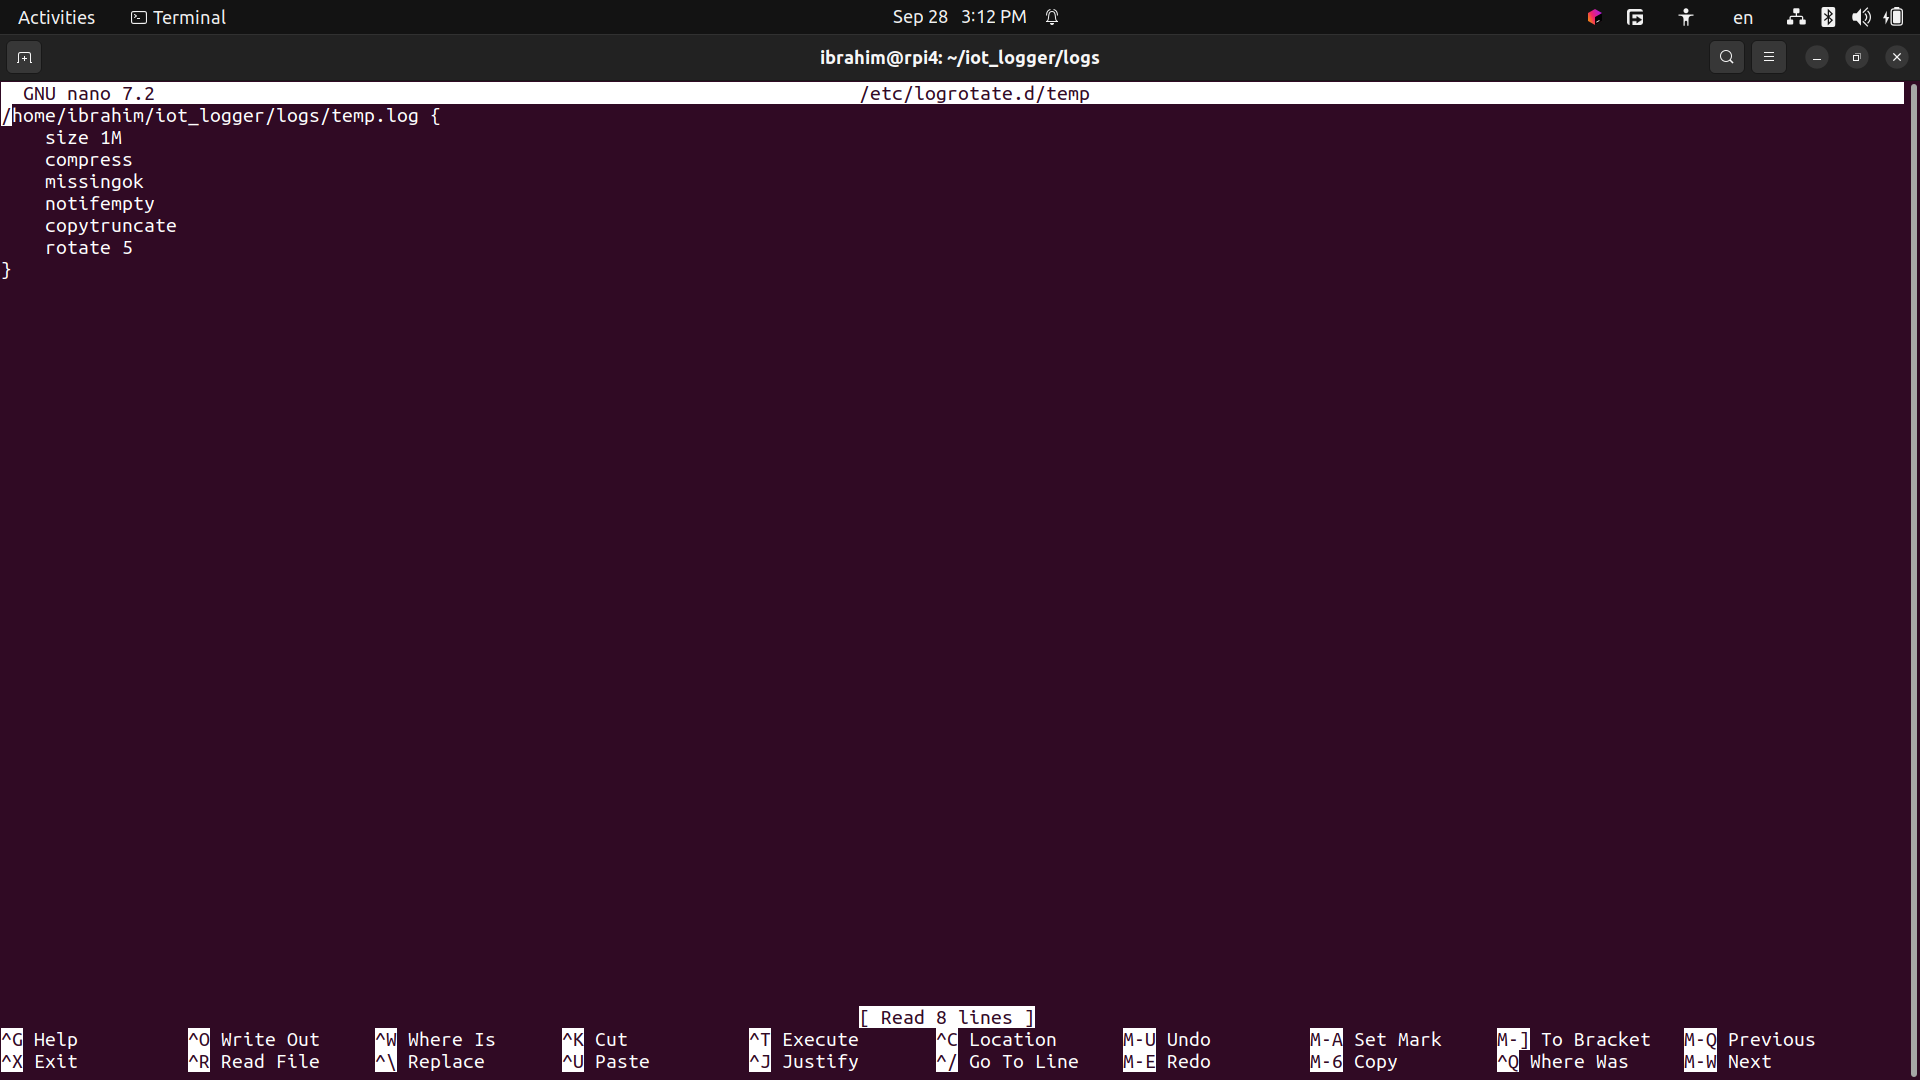 Activities Terminal Sep 28 3:12 PM en
ibrahim@rpi4: ~/iot_logger/logs
GNU nano 7.2 /etc/logrotate.d/temp
/home/ibrahim/iot_logger/logs/temp.log {
    size 1M
    compress
    missingok
    notifempty
    copytruncate
    rotate 5
}
[ Read 8 lines ]
^G Help ^O Write Out ^W Where Is ^K Cut ^T Execute ^C Location M-U Undo M-A Set Mark M-] To Bracket M-Q Previous
^X Exit ^R Read File ^\ Replace ^U Paste ^J Justify ^/ Go To Line M-E Redo M-6 Copy ^Q Where Was M-W Next